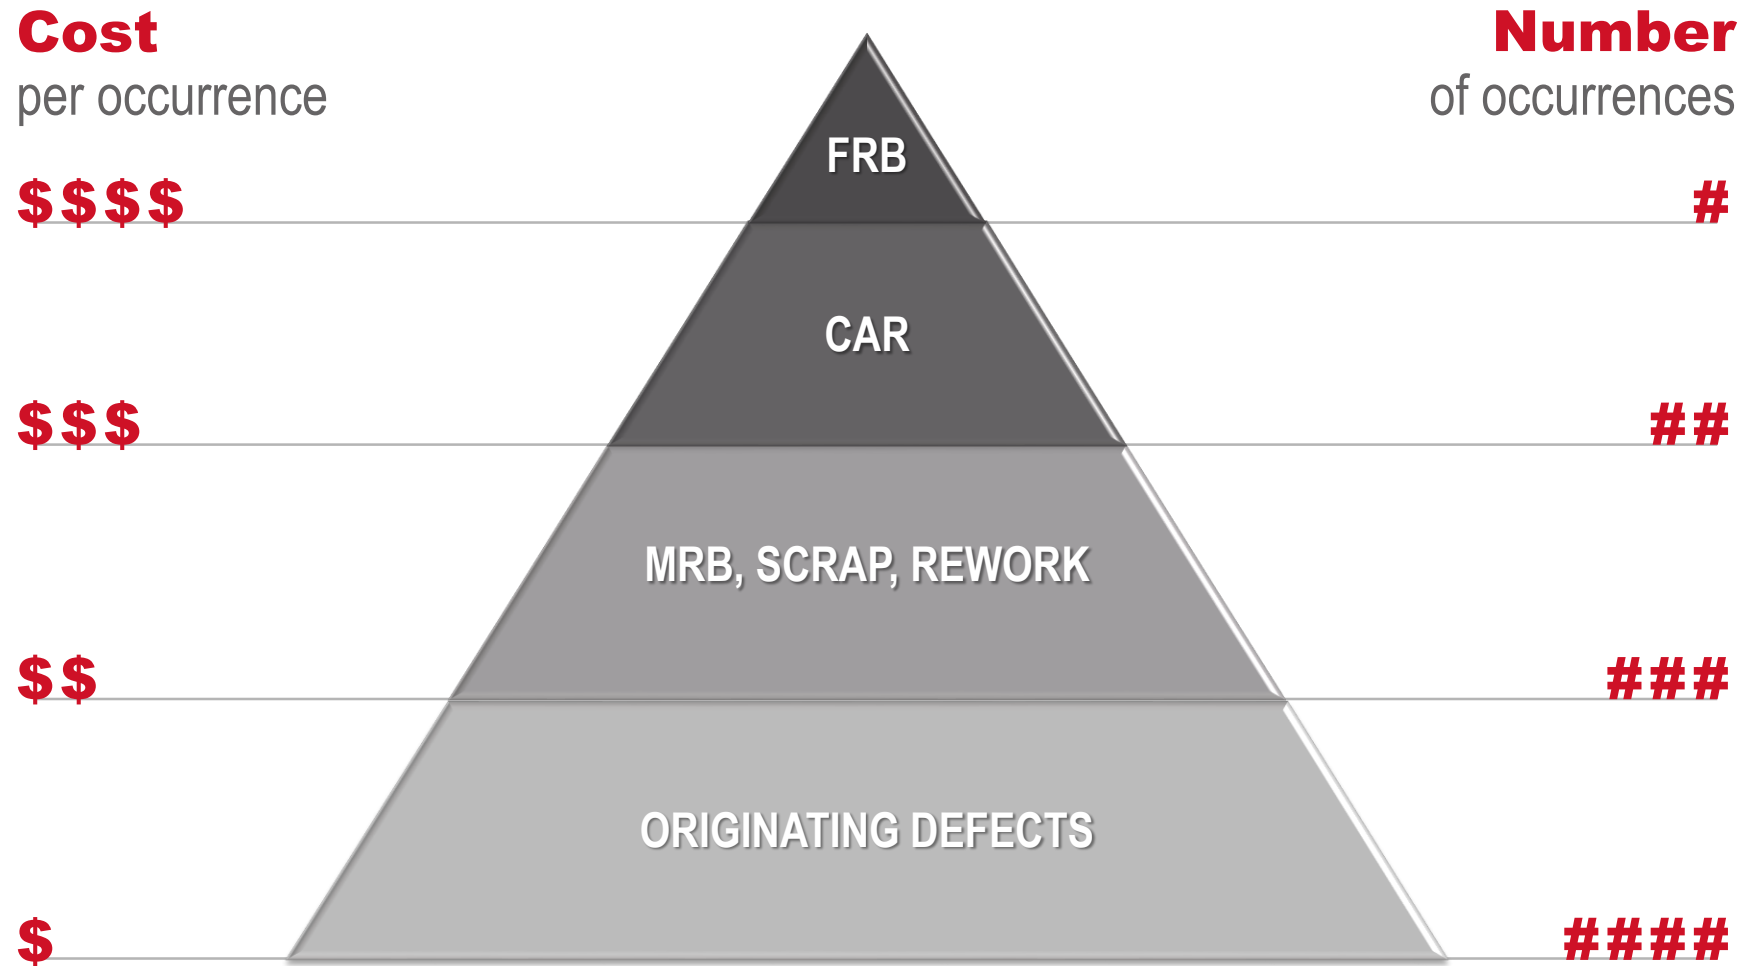 Cost
per occurrence
Number
of occurrences
FRB
$$$$
#
CAR
$$$
##
MRB, SCRAP, REWORK
$$
###
ORIGINATING DEFECTS
$
####